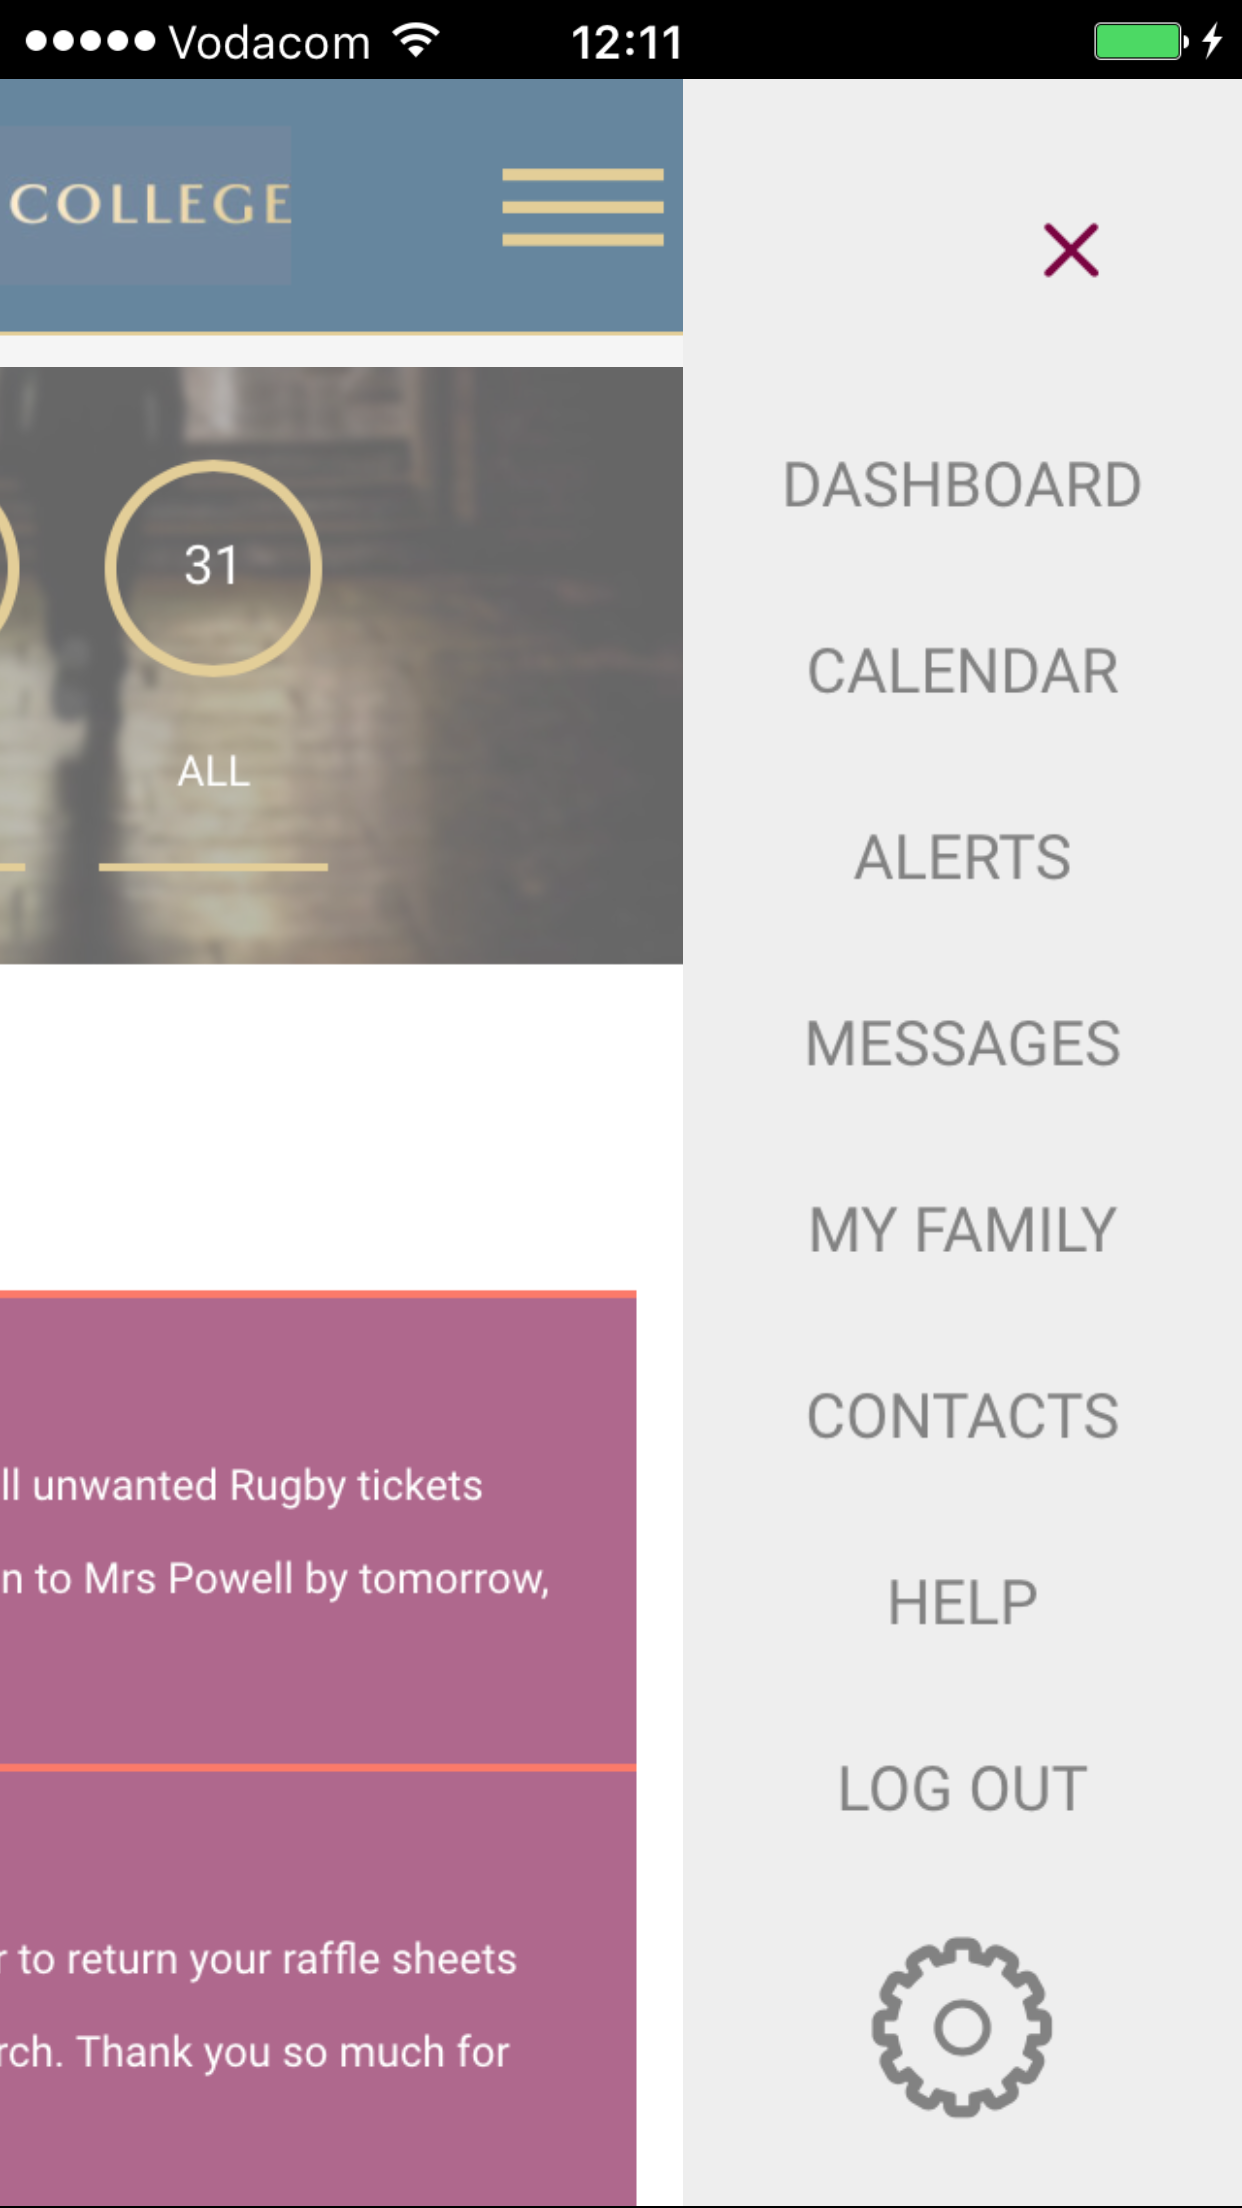 Vodacom 12:11
COLLEGE
31
ALL
ll unwanted Rugby tickets
n to Mrs Powell by tomorrow,
r to return your raffle sheets
rch. Thank you so much for
DASHBOARD
CALENDAR
ALERTS
MESSAGES
MY FAMILY
CONTACTS
HELP
LOG OUT